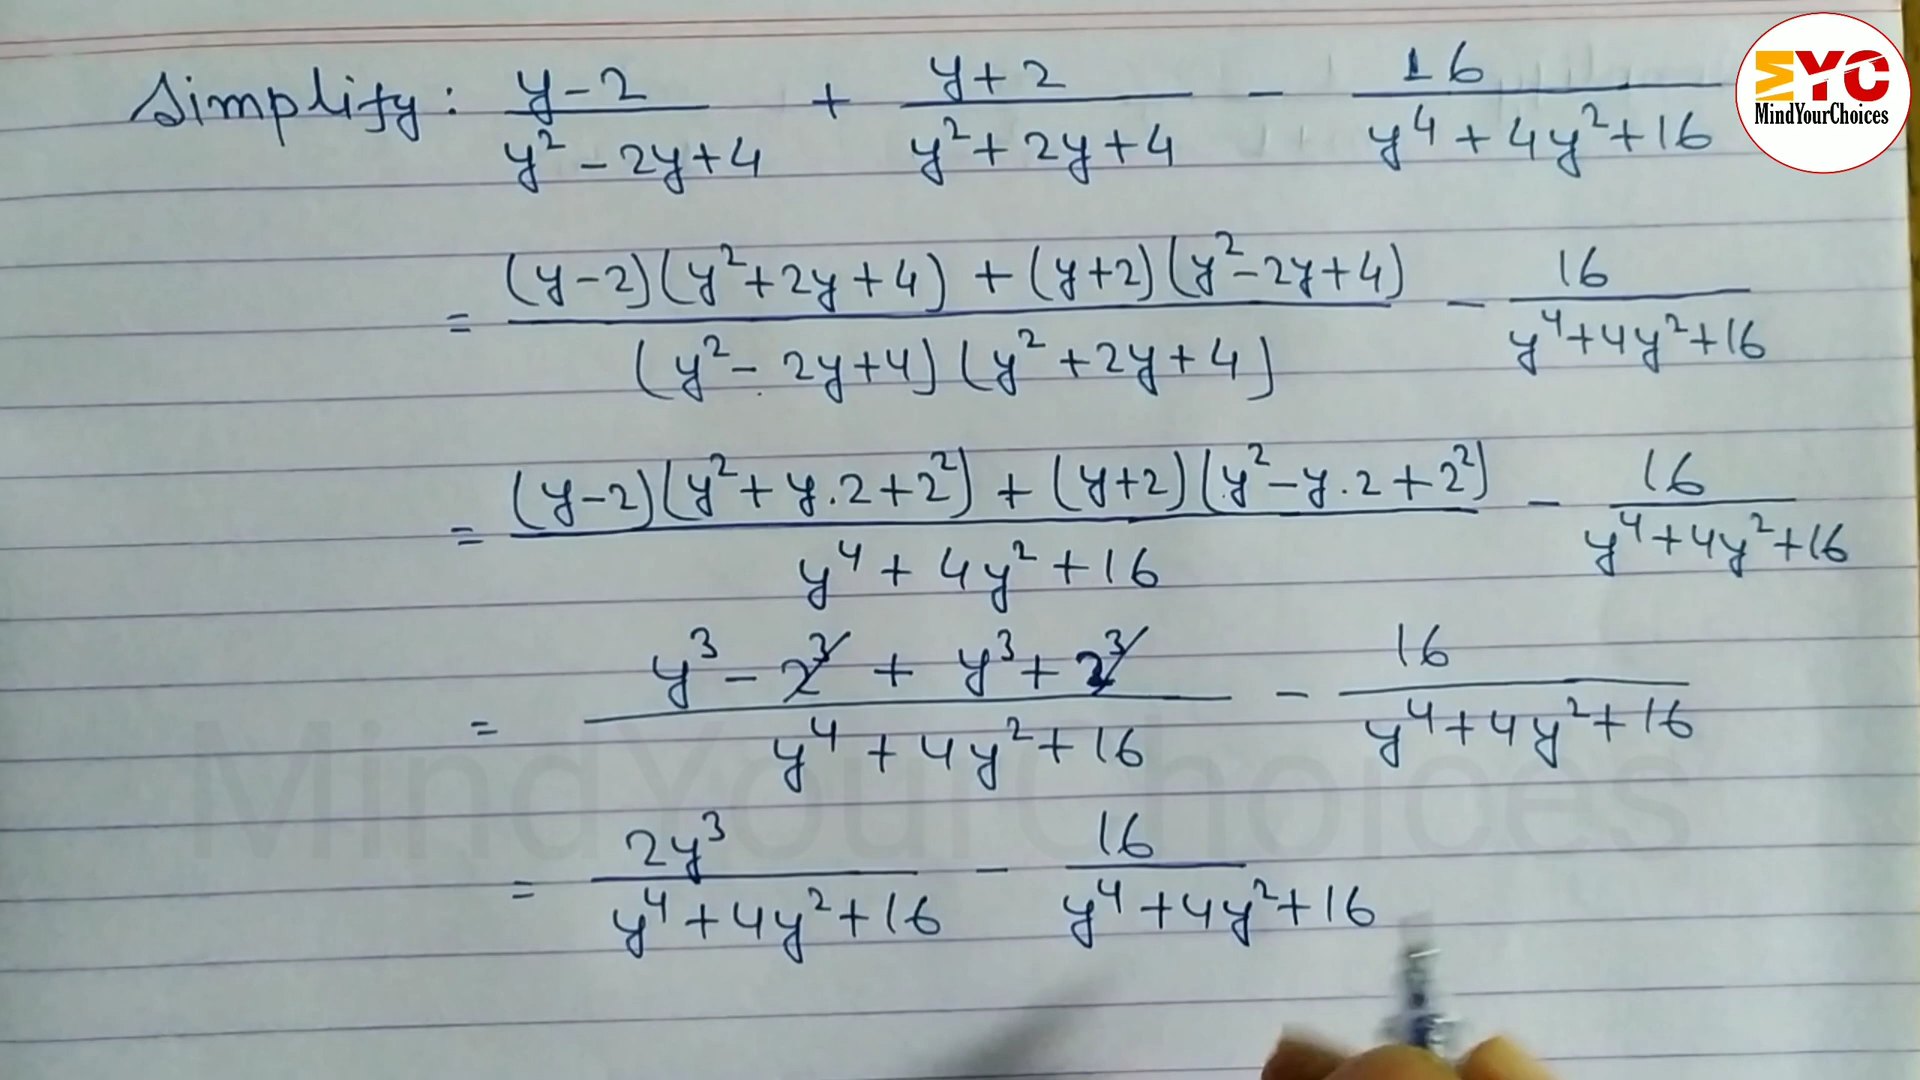 MYC
MindYourChoices
Simplify: (y-2)/(y²-2y+4) + (y+2)/(y²+2y+4) - 16/(y⁴+4y²+16)
= ((y-2)(y²+2y+4) + (y+2)(y²-2y+4))/((y²-2y+4)(y²+2y+4)) - 16/(y⁴+4y²+16)
= ((y-2)(y²+y.2+2²) + (y+2)(y²-y.2+2²))/(y⁴+4y²+16) - 16/(y⁴+4y²+16)
= (y³-2³ + y³+2³)/(y⁴+4y²+16) - 16/(y⁴+4y²+16)
= 2y³/(y⁴+4y²+16) - 16/(y⁴+4y²+16)
MindYourChoices